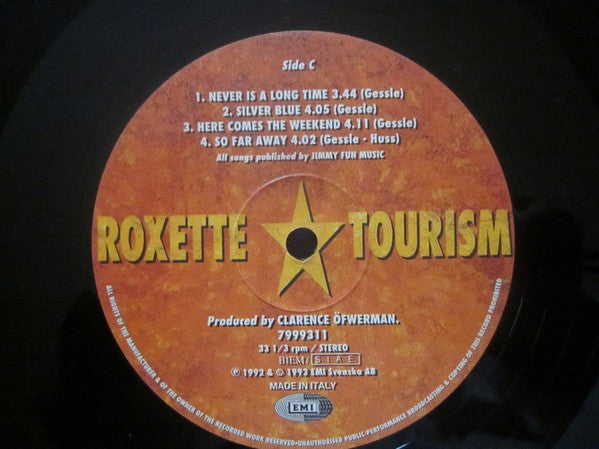 Side C
1. NEVER IS A LONG TIME 3.44 (Gessle)
2. SILVER BLUE 4.05 (Gessle)
3. HERE COMES THE WEEKEND 4.11 (Gessle)
4. SO FAR AWAY 4.02 (Gessle - Huss)
All songs published by JIMMY FUN MUSIC
ROXETTE TOURISM
Produced by CLARENCE ÖFWERMAN.
7999311
33 1/3 rpm / STEREO
BIEM/ S.I.A.E.
℗ 1992 & © 1992 EMI Svenska AB
MADE IN ITALY
EMI
ALL RIGHTS OF THE MANUFACTURER & OF THE OWNER OF THE RECORDED WORK RESERVED•UNAUTHORISED PUBLIC PERFORMANCE BROADCASTING & COPYING OF THIS RECORD PROHIBITED